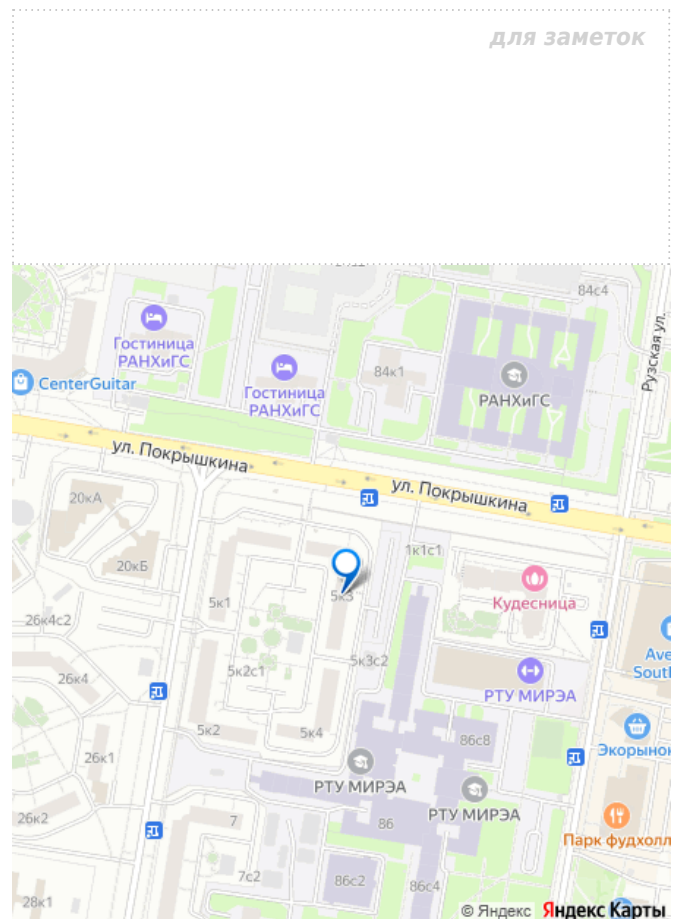 для заметок
84с4
Рузская ул.
Гостиница
РАНХиГС
84к1
Гостиница
РАНХиГС
РАНХиГС
CenterGuitar
ул. Покрышкина
ул. Покрышкина
20кА
1к1с1
20кБ
5к3
Кудесница
5к1
26к4с2
Ave
Sout
5к3с2
5к2с1
26к4
РТУ МИРЭА
5к2
5к4
86с8
Экорынок
26к1
РТУ МИРЭА
РТУ МИРЭА
26к2
7
86
Парк фудхолл
7с2
86с2
86с4
28к1
© Яндекс Яндекс Карты